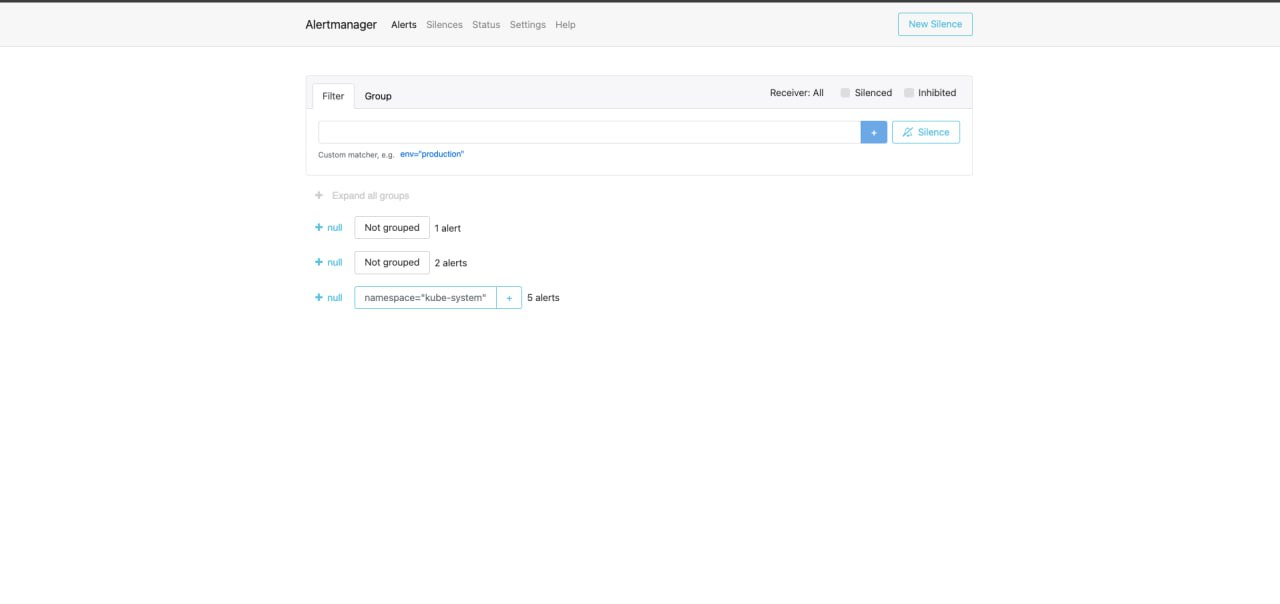 Alertmanager Alerts Silences Status Settings Help New Silence
Filter Group Receiver: All Silenced Inhibited
+ Silence
Custom matcher, e.g. env="production"
+ Expand all groups
+ null Not grouped 1 alert
+ null Not grouped 2 alerts
+ null namespace="kube-system" + 5 alerts